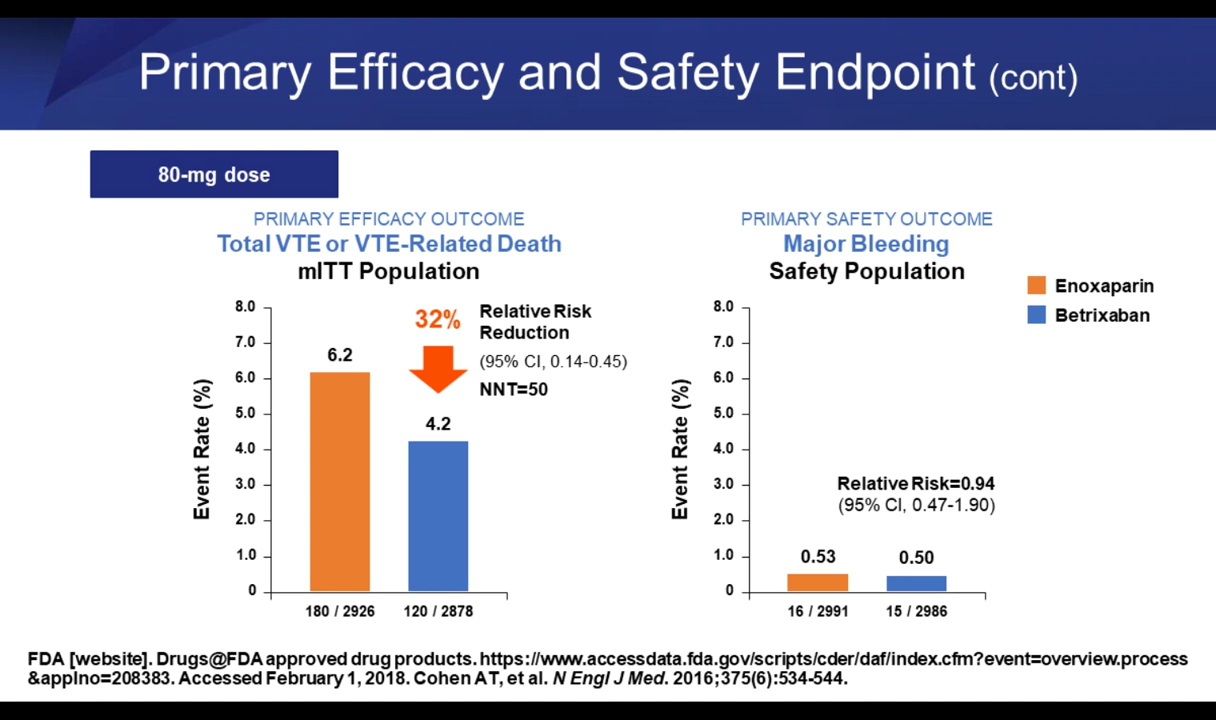 Primary Efficacy and Safety Endpoint (cont)
80-mg dose
PRIMARY EFFICACY OUTCOME
Total VTE or VTE-Related Death
mITT Population
8.0
7.0
6.0
5.0
4.0
3.0
2.0
1.0
0
Event Rate (%)
6.2
4.2
32%
Relative Risk
Reduction
(95% CI, 0.14-0.45)
NNT=50
180 / 2926
120 / 2878
PRIMARY SAFETY OUTCOME
Major Bleeding
Safety Population
8.0
7.0
6.0
5.0
4.0
3.0
2.0
1.0
0
Event Rate (%)
Relative Risk=0.94
(95% CI, 0.47-1.90)
0.53
0.50
16 / 2991
15 / 2986
Enoxaparin
Betrixaban
FDA [website]. Drugs@FDA approved drug products. https://www.accessdata.fda.gov/scripts/cder/daf/index.cfm?event=overview.process
&applno=208383. Accessed February 1, 2018. Cohen AT, et al. N Engl J Med. 2016;375(6):534-544.